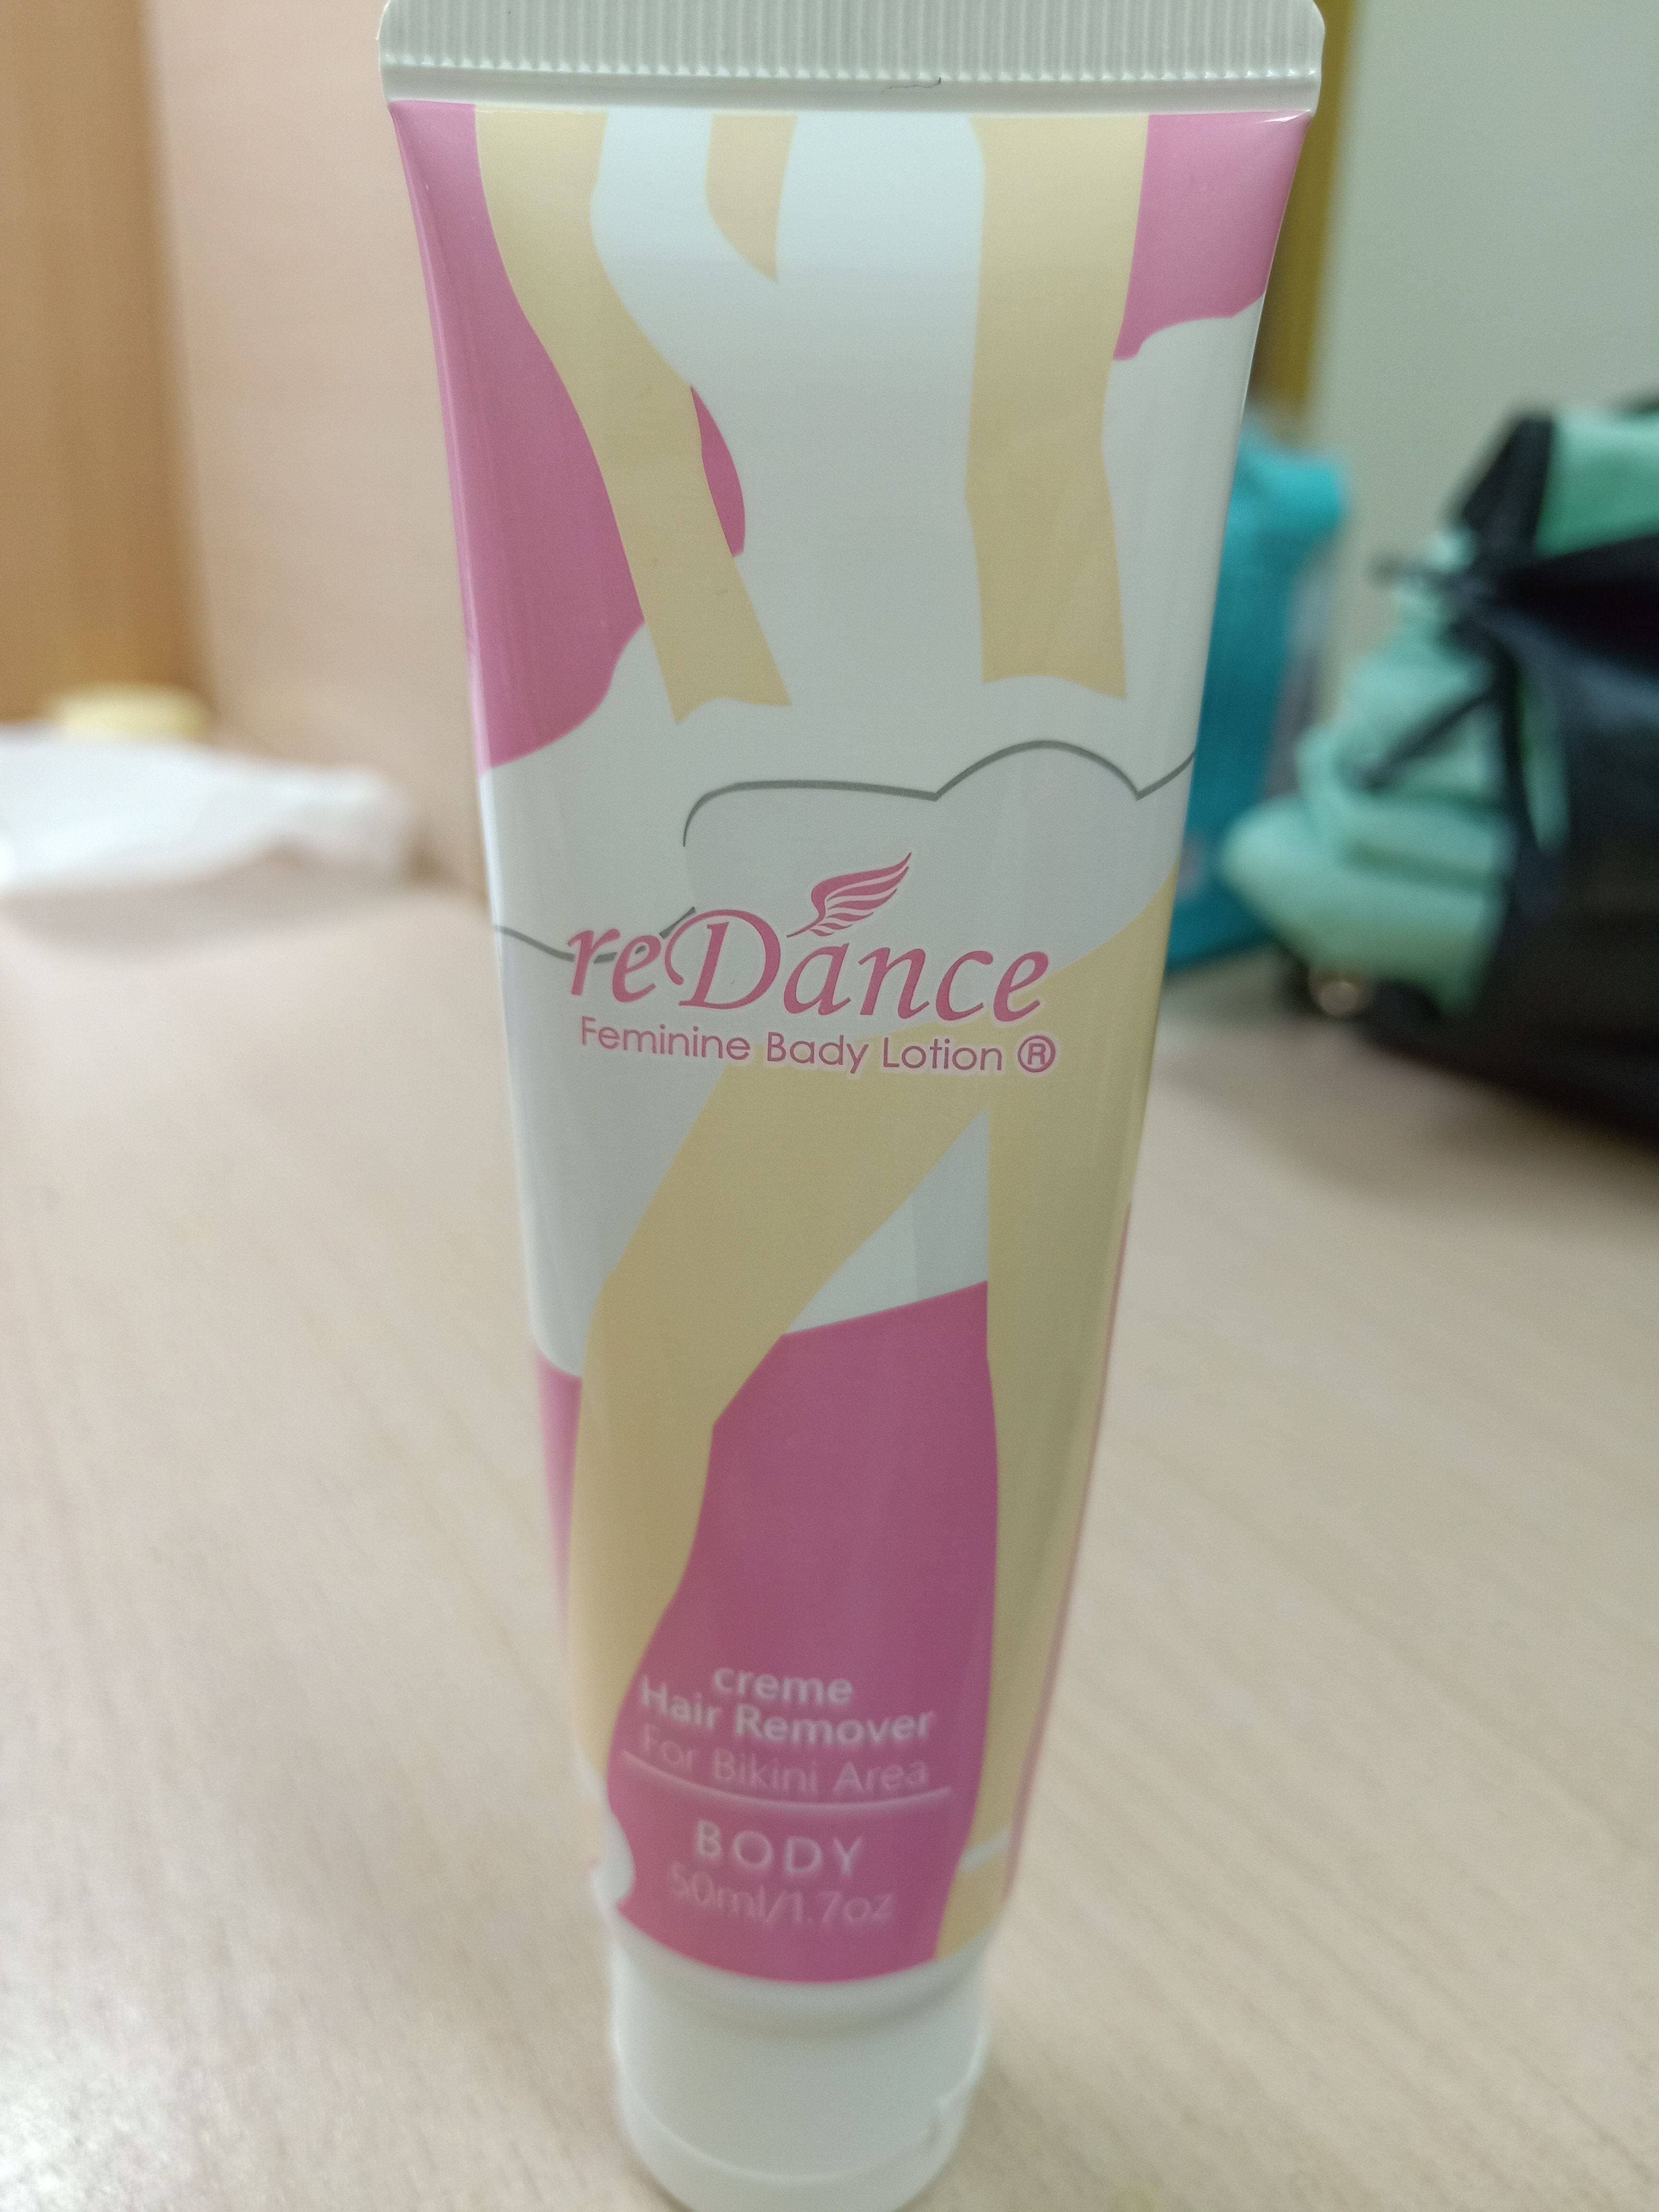 reDance
Feminine Bady Lotion ®
creme
Hair Remover
For Bikini Area
BODY
50ml/1.7oz